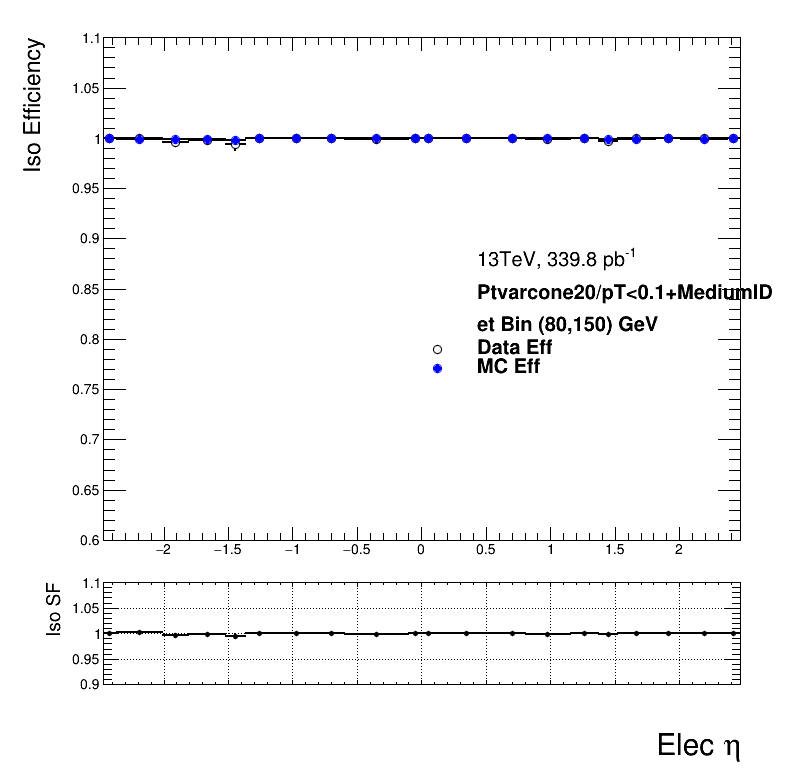 Iso Efficiency
1.1
1.05
1
0.95
0.9
0.85
0.8
0.75
0.7
0.65
0.6
13TeV, 339.8 pb-1
Ptvarcone20/pT<0.1+MediumID
et Bin (80,150) GeV
Data Eff
MC Eff
−2 −1.5 −1 −0.5 0 0.5 1 1.5 2
Iso SF
1.1
1.05
1
0.95
0.9
Elec η